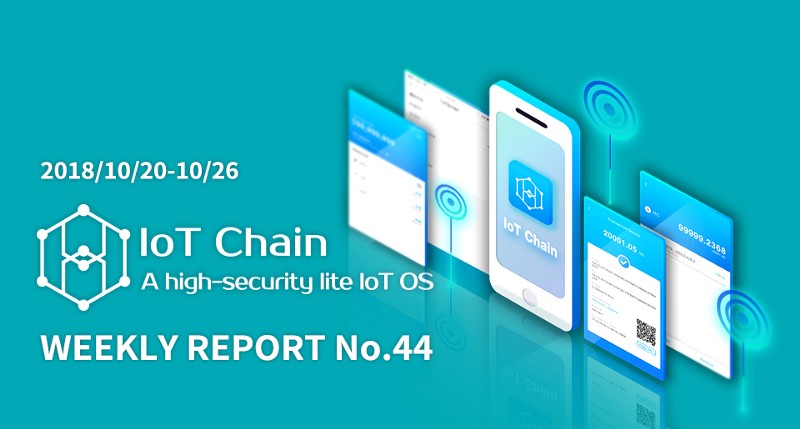 2018/10/20-10/26
IoT Chain
A high-security lite IoT OS
WEEKLY REPORT No.44
IoT Chain
20001.05
99999.2368